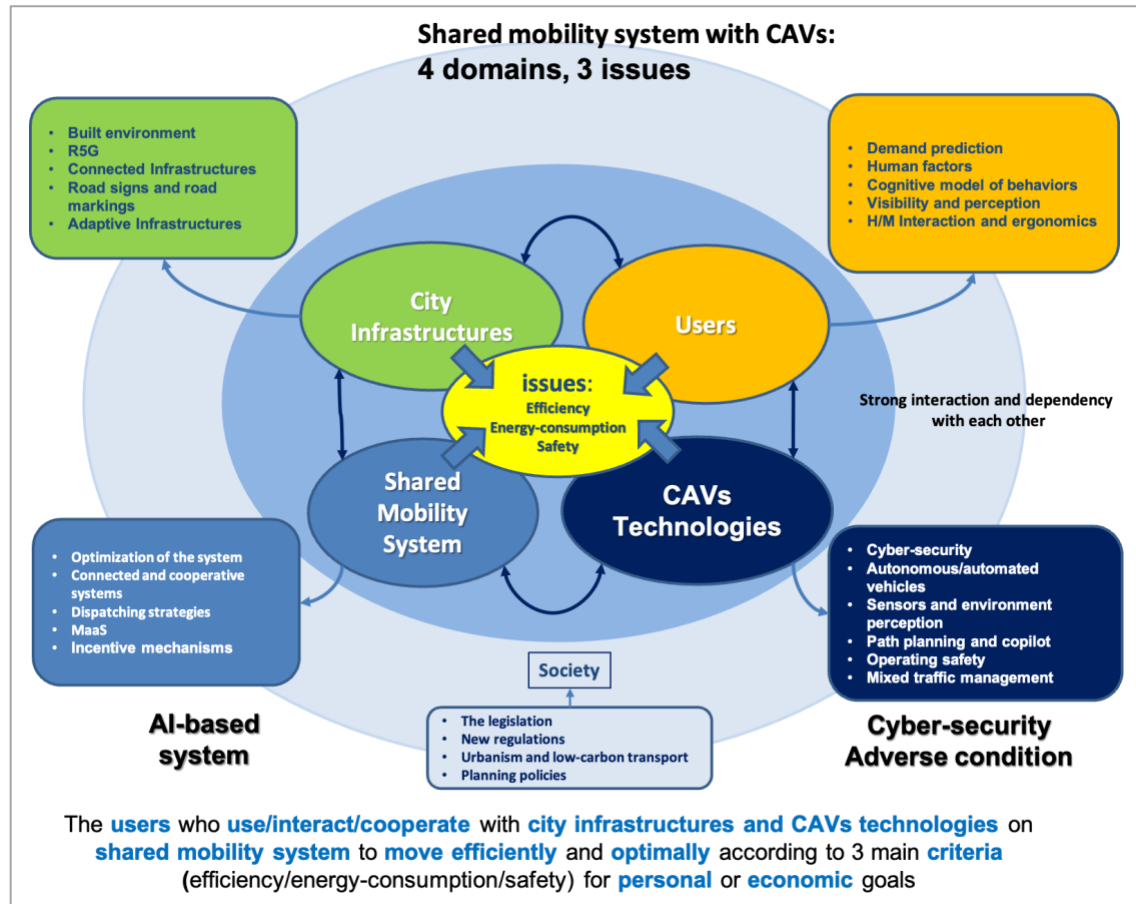 Shared mobility system with CAVs:
4 domains, 3 issues
• Built environment
• R5G
• Connected Infrastructures
• Road signs and road
markings
• Adaptive Infrastructures
• Demand prediction
• Human factors
• Cognitive model of behaviors
• Visibility and perception
• H/M Interaction and ergonomics
City
Infrastructures
Users
issues:
Efficiency
Energy-consumption
Safety
Strong interaction and dependency
with each other
Shared
Mobility
System
CAVs
Technologies
• Optimization of the system
• Connected and cooperative
systems
• Dispatching strategies
• MaaS
• Incentive mechanisms
• Cyber-security
• Autonomous/automated
vehicles
• Sensors and environment
perception
• Path planning and copilot
• Operating safety
• Mixed traffic management
Society
• The legislation
• New regulations
• Urbanism and low-carbon transport
• Planning policies
AI-based
system
Cyber-security
Adverse condition
The users who use/interact/cooperate with city infrastructures and CAVs technologies on
shared mobility system to move efficiently and optimally according to 3 main criteria
(efficiency/energy-consumption/safety) for personal or economic goals